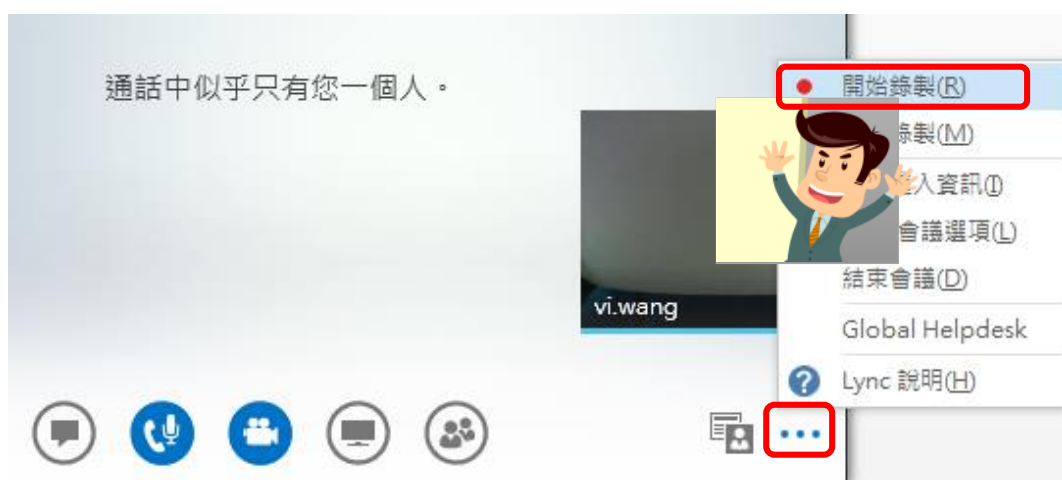 通話中似乎只有您一個人。
vi.wang
開始錄製(R)
錄製(M)
入資訊(I)
會議選項(L)
結束會議(D)
Global Helpdesk
Lync 說明(H)